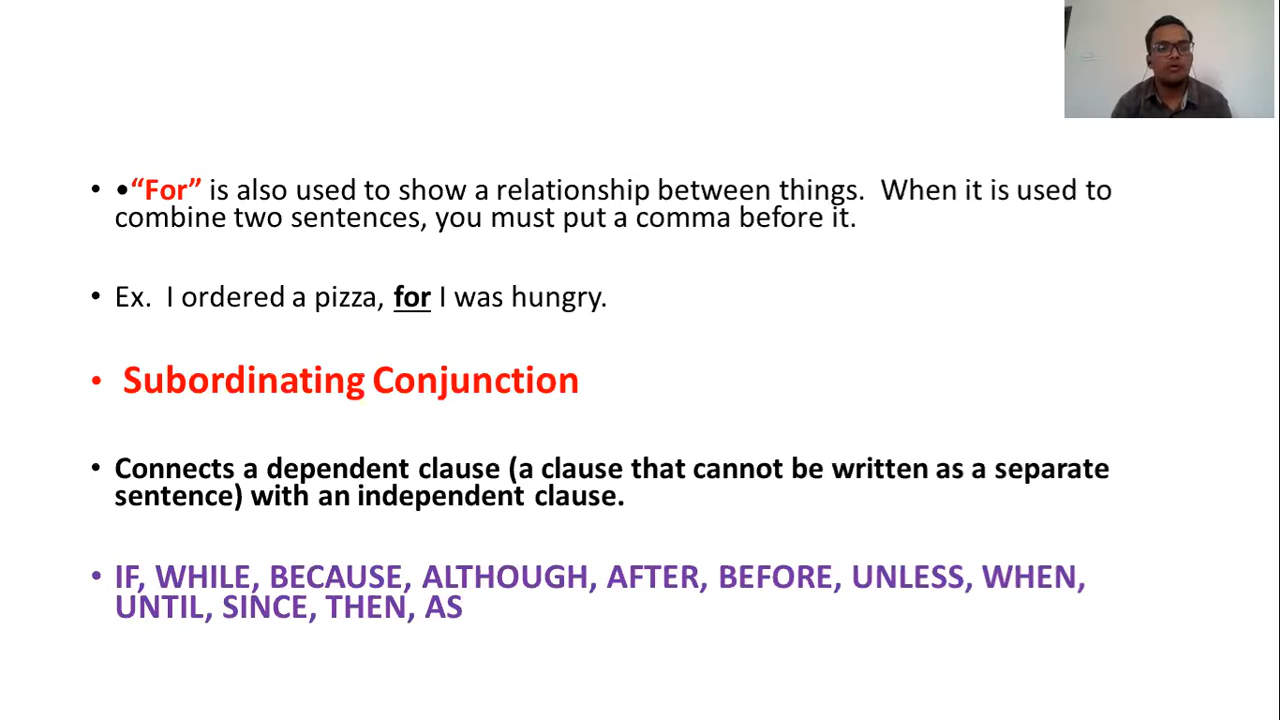 • •“For” is also used to show a relationship between things.  When it is used to
combine two sentences, you must put a comma before it.
• Ex.  I ordered a pizza, for I was hungry.
• Subordinating Conjunction
• Connects a dependent clause (a clause that cannot be written as a separate
sentence) with an independent clause.
• IF, WHILE, BECAUSE, ALTHOUGH, AFTER, BEFORE, UNLESS, WHEN,
UNTIL, SINCE, THEN, AS